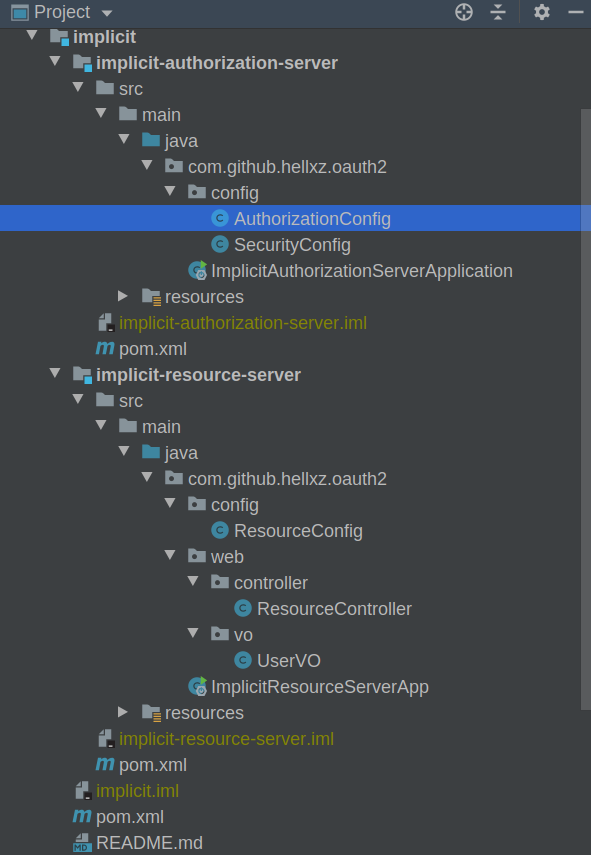 Project
implicit
implicit-authorization-server
src
main
java
com.github.hellxz.oauth2
config
C AuthorizationConfig
C SecurityConfig
ImplicitAuthorizationServerApplication
resources
implicit-authorization-server.iml
m pom.xml
implicit-resource-server
src
main
java
com.github.hellxz.oauth2
config
C ResourceConfig
web
controller
C ResourceController
vo
C UserVO
ImplicitResourceServerApp
resources
implicit-resource-server.iml
m pom.xml
implicit.iml
m pom.xml
MD README.md